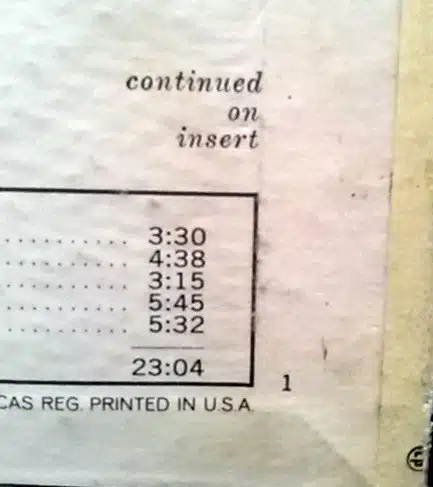 continued
on
insert
.......... 3:30
.......... 4:38
.......... 3:15
.......... 5:45
.......... 5:32
23:04
1
CAS REG. PRINTED IN U.S.A.